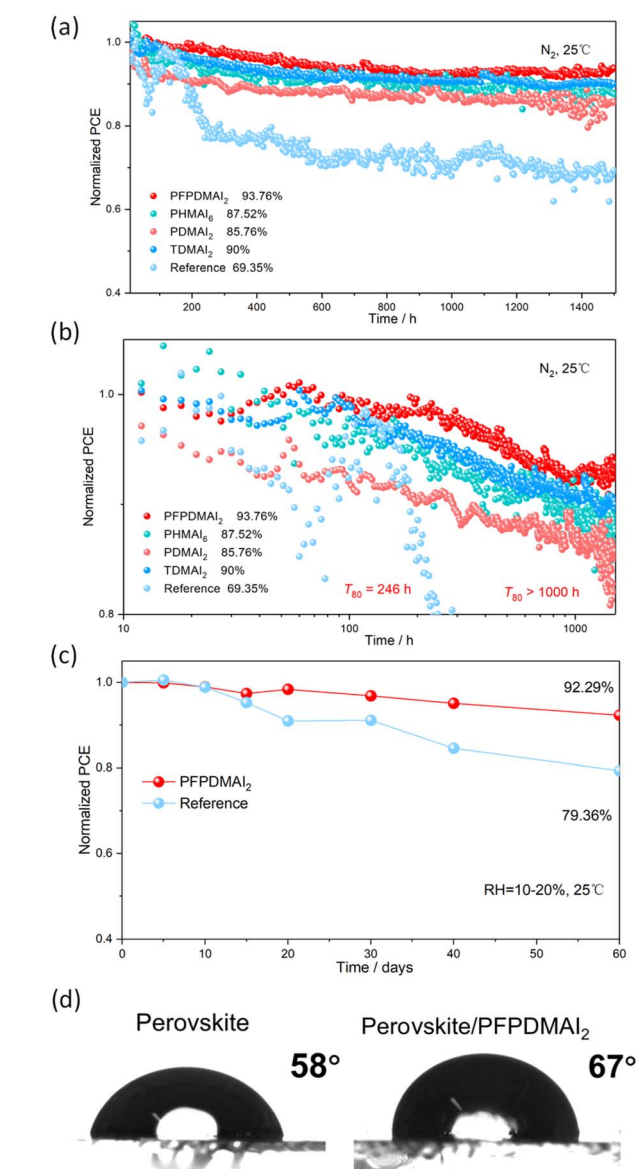 (a)
N₂, 25℃
1.0
0.8
0.6
0.4
Normalized PCE
PFPDMAI₂ 93.76%
PHMAI₆ 87.52%
PDMAI₂ 85.76%
TDMAI₂ 90%
Reference 69.35%
200 400 600 800 1000 1200 1400
Time / h
(b)
N₂, 25℃
1.0
0.8
Normalized PCE
PFPDMAI₂ 93.76%
PHMAI₆ 87.52%
PDMAI₂ 85.76%
TDMAI₂ 90%
Reference 69.35%
T₈₀ = 246 h
T₈₀ > 1000 h
10 100 1000
Time / h
(c)
1.0
0.8
0.6
0.4
Normalized PCE
92.29%
PFPDMAI₂
Reference
79.36%
RH=10-20%, 25℃
0 10 20 30 40 50 60
Time / days
(d)
Perovskite
58°
Perovskite/PFPDMAI₂
67°